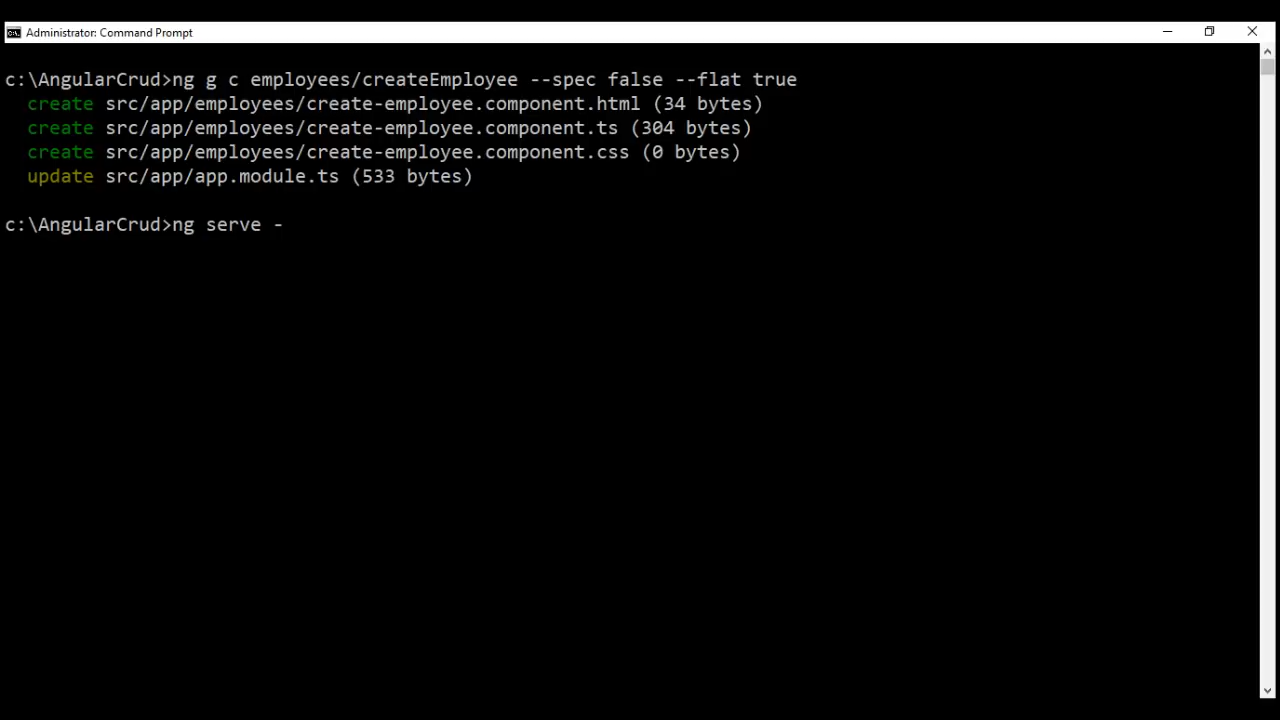 Administrator: Command Prompt
c:\AngularCrud>ng g c employees/createEmployee --spec false --flat true
create src/app/employees/create-employee.component.html (34 bytes)
create src/app/employees/create-employee.component.ts (304 bytes)
create src/app/employees/create-employee.component.css (0 bytes)
update src/app/app.module.ts (533 bytes)
c:\AngularCrud>ng serve -